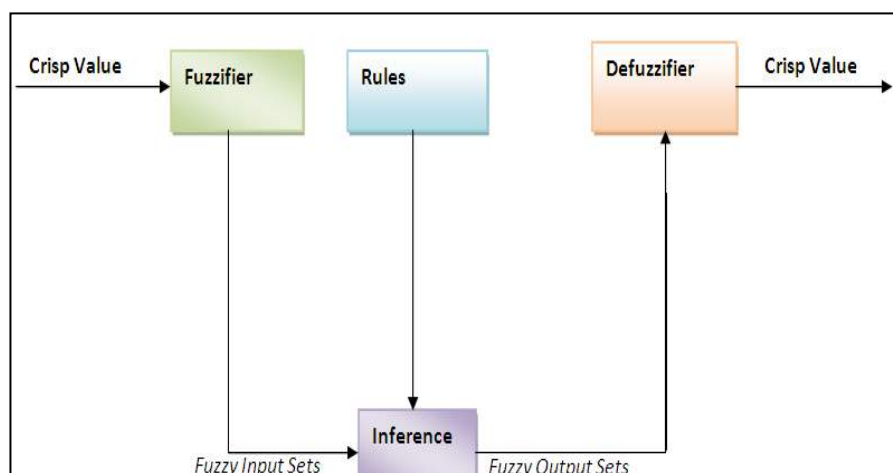 Crisp Value
Fuzzifier
Rules
Defuzzifier
Crisp Value
Inference
Fuzzy Input Sets
Fuzzy Output Sets